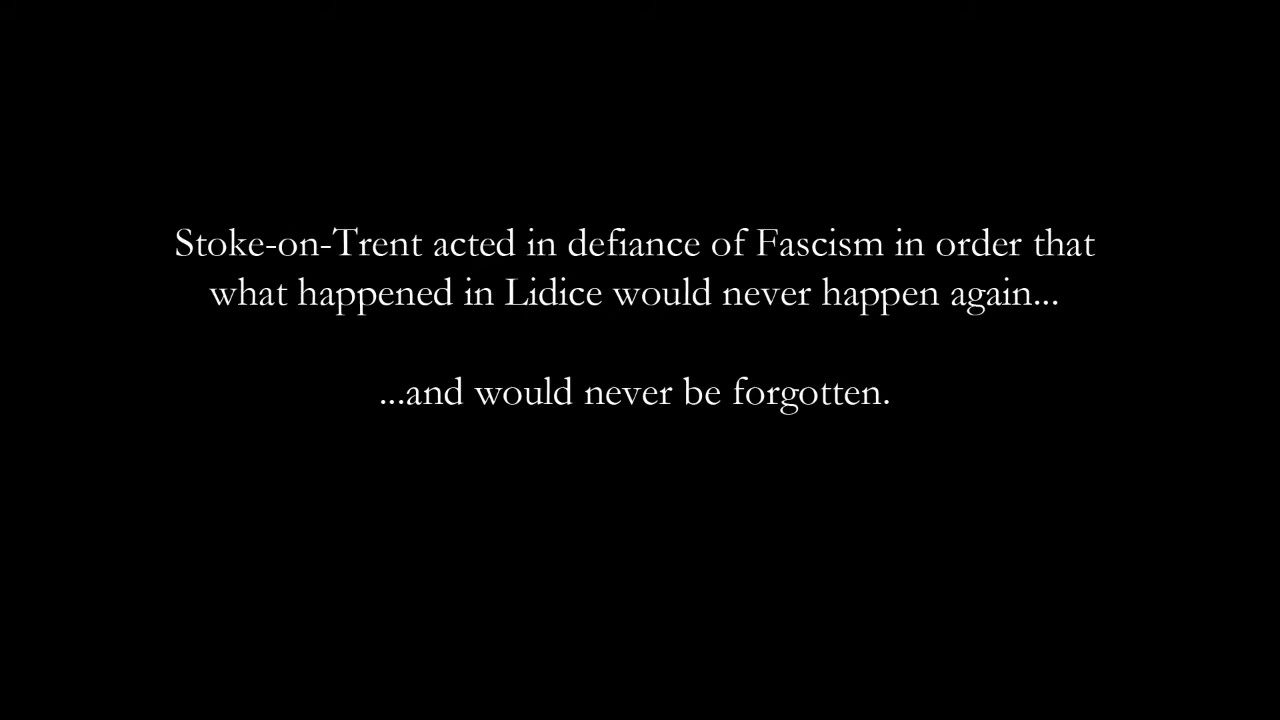 Stoke-on-Trent acted in defiance of Fascism in order that
what happened in Lidice would never happen again...
...and would never be forgotten.